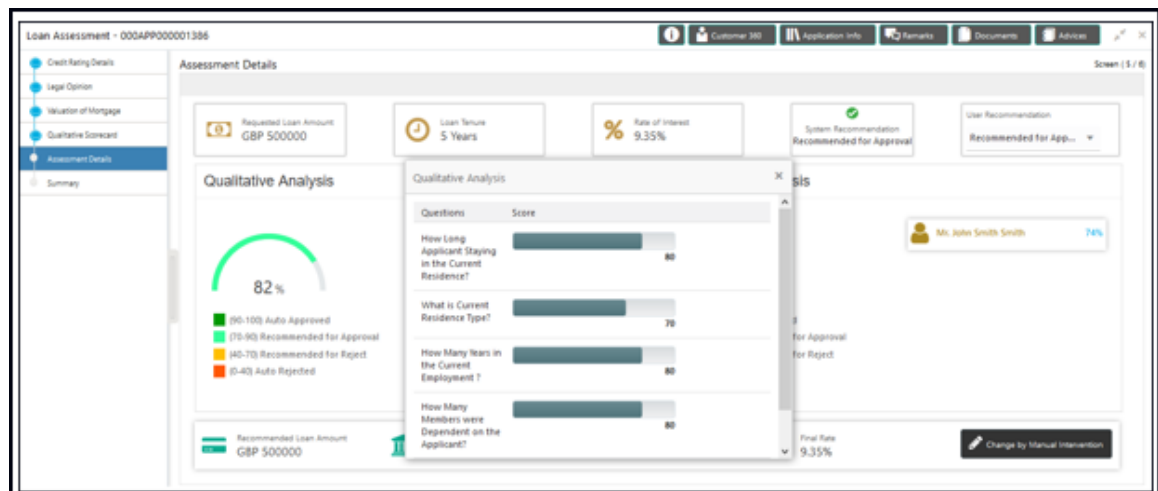 Loan Assessment - 000APP000001386
Customer 360
Application Info
Remarks
Documents
Advices
Credit Rating Details
Legal Opinion
Valuation of Mortgage
Qualitative Scorecard
Assessment Details
Summary
Assessment Details
Screen ( 5 / 6)
Requested Loan Amount
GBP 500000
Loan Tenure
5 Years
% Rate of Interest
9.35%
System Recommendation
Recommended for Approval
User Recommendation
Recommended for App...
Qualitative Analysis
82 %
(90-100) Auto Approved
(70-90) Recommended for Approval
(40-70) Recommended for Reject
(0-40) Auto Rejected
Qualitative Analysis
Questions Score
How Long
Applicant Staying
in the Current
Residence?
80
What is Current
Residence Type?
70
How Many Years in
the Current
Employment ?
80
How Many
Members were
Dependent on the
Applicant?
80
sis
Mr. John Smith Smith 74%
for Approval
for Reject
Recommended Loan Amount
GBP 500000
Final Rate
9.35%
Change by Manual Intervention